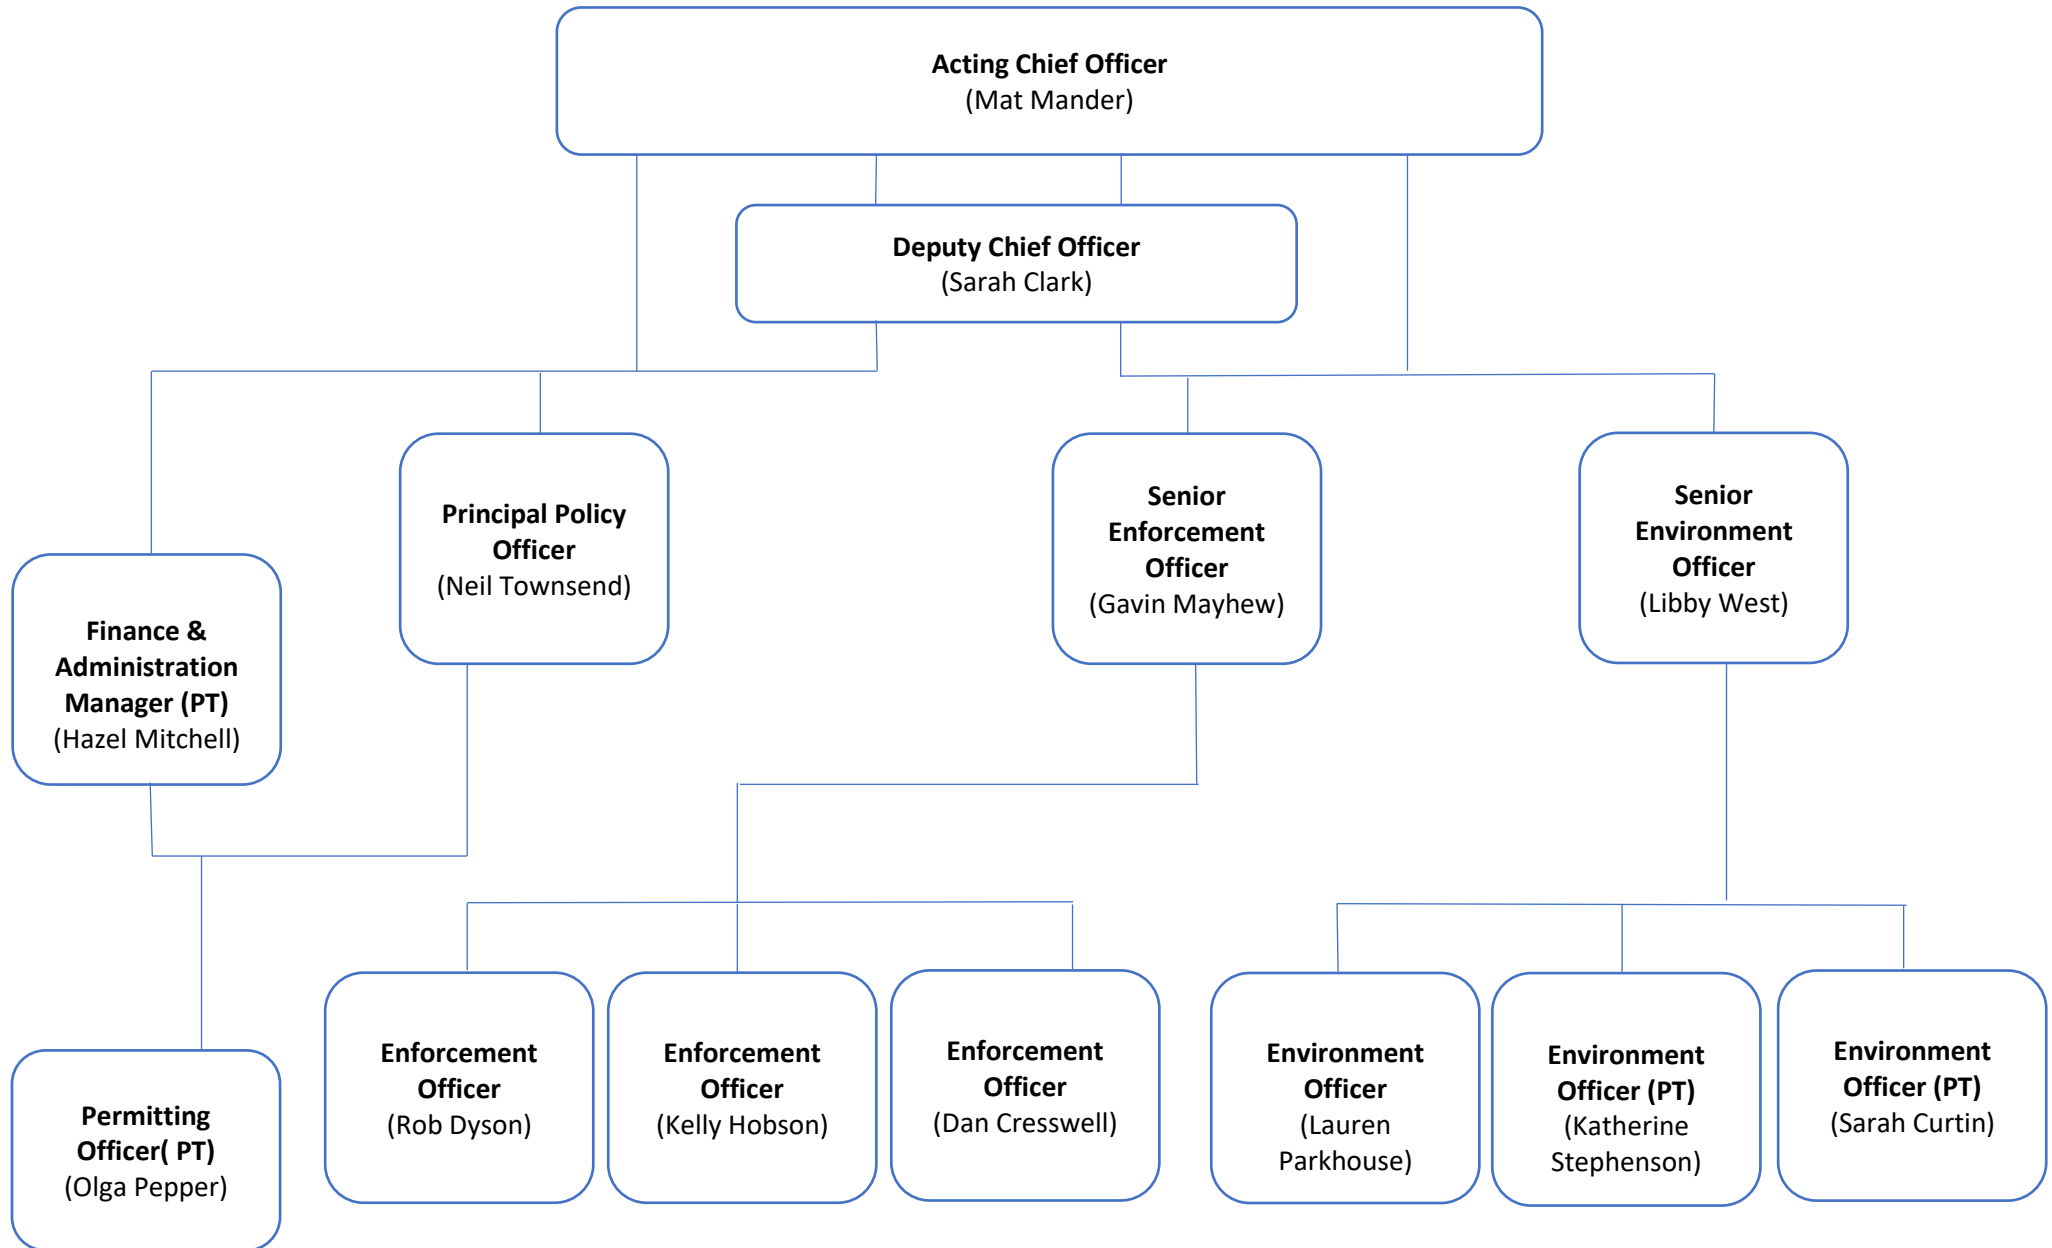 Acting Chief Officer
(Mat Mander)
Deputy Chief Officer
(Sarah Clark)
Finance &
Administration
Manager (PT)
(Hazel Mitchell)
Principal Policy
Officer
(Neil Townsend)
Senior
Enforcement
Officer
(Gavin Mayhew)
Senior
Environment
Officer
(Libby West)
Permitting
Officer( PT)
(Olga Pepper)
Enforcement
Officer
(Rob Dyson)
Enforcement
Officer
(Kelly Hobson)
Enforcement
Officer
(Dan Cresswell)
Environment
Officer
(Lauren
Parkhouse)
Environment
Officer (PT)
(Katherine
Stephenson)
Environment
Officer (PT)
(Sarah Curtin)